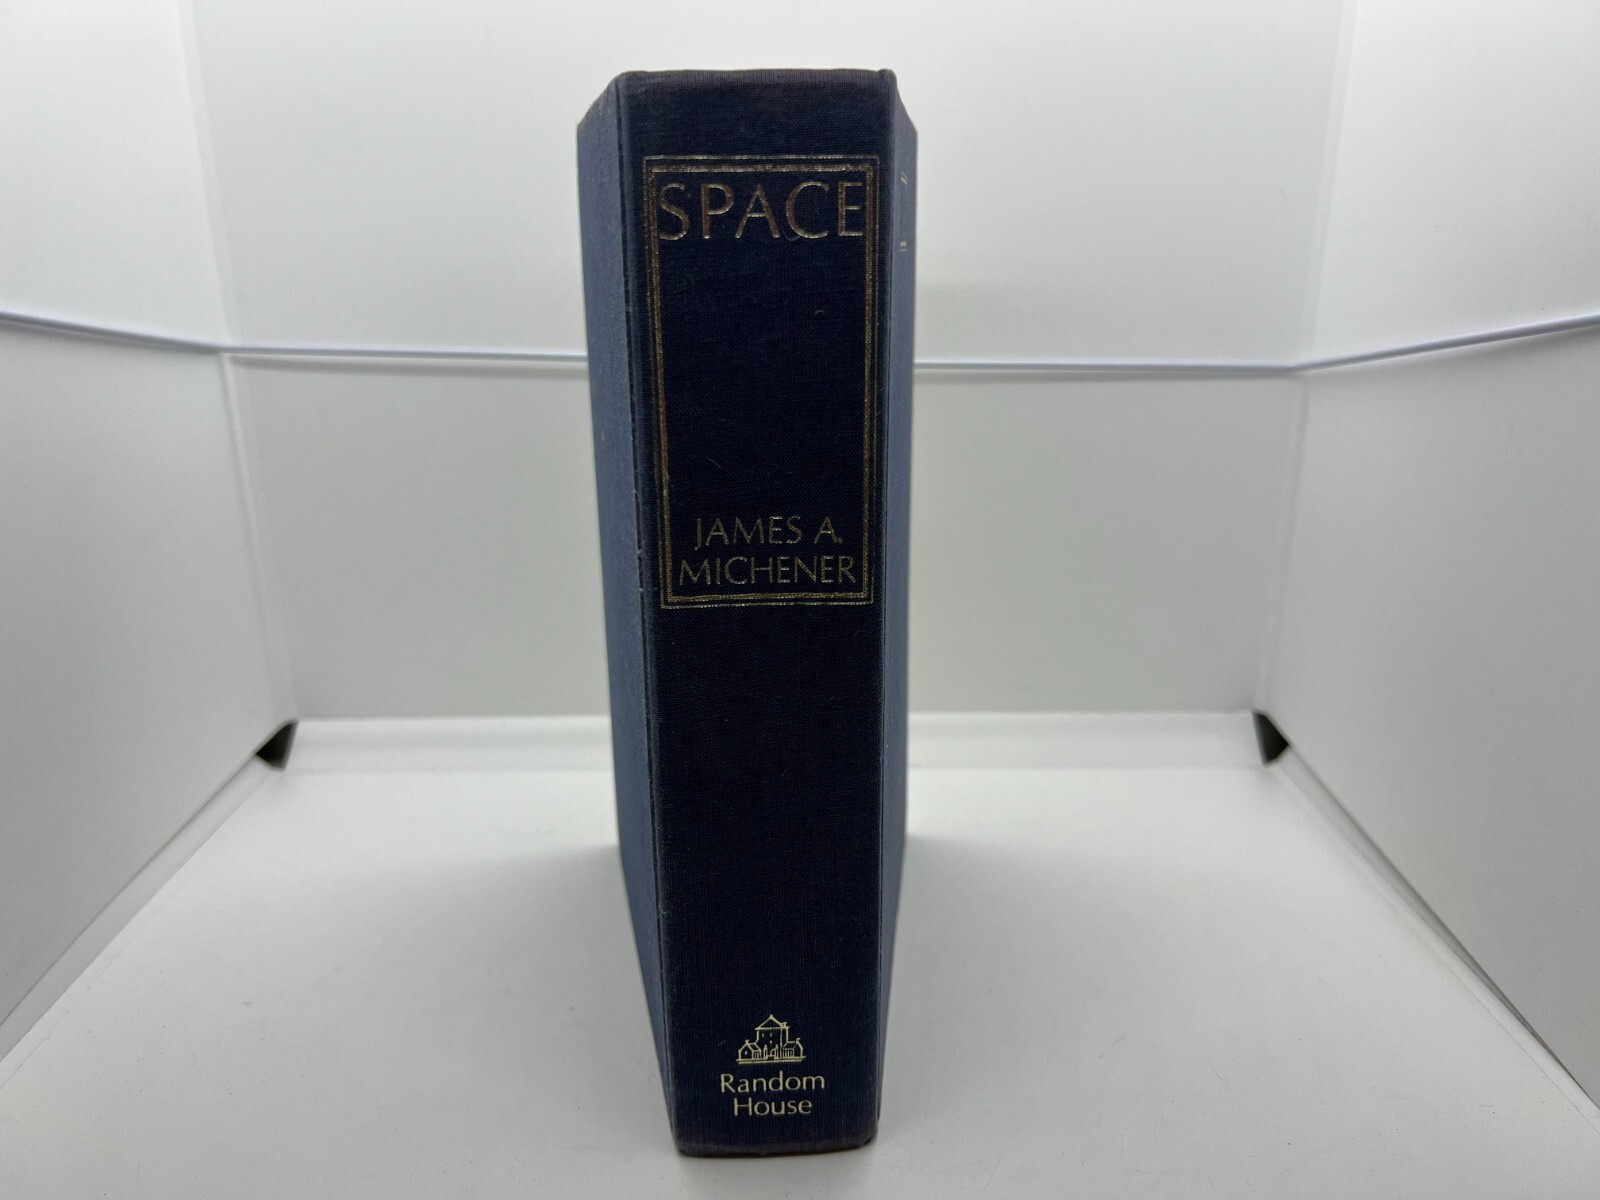 SPACE
JAMES A.
MICHENER
Random
House